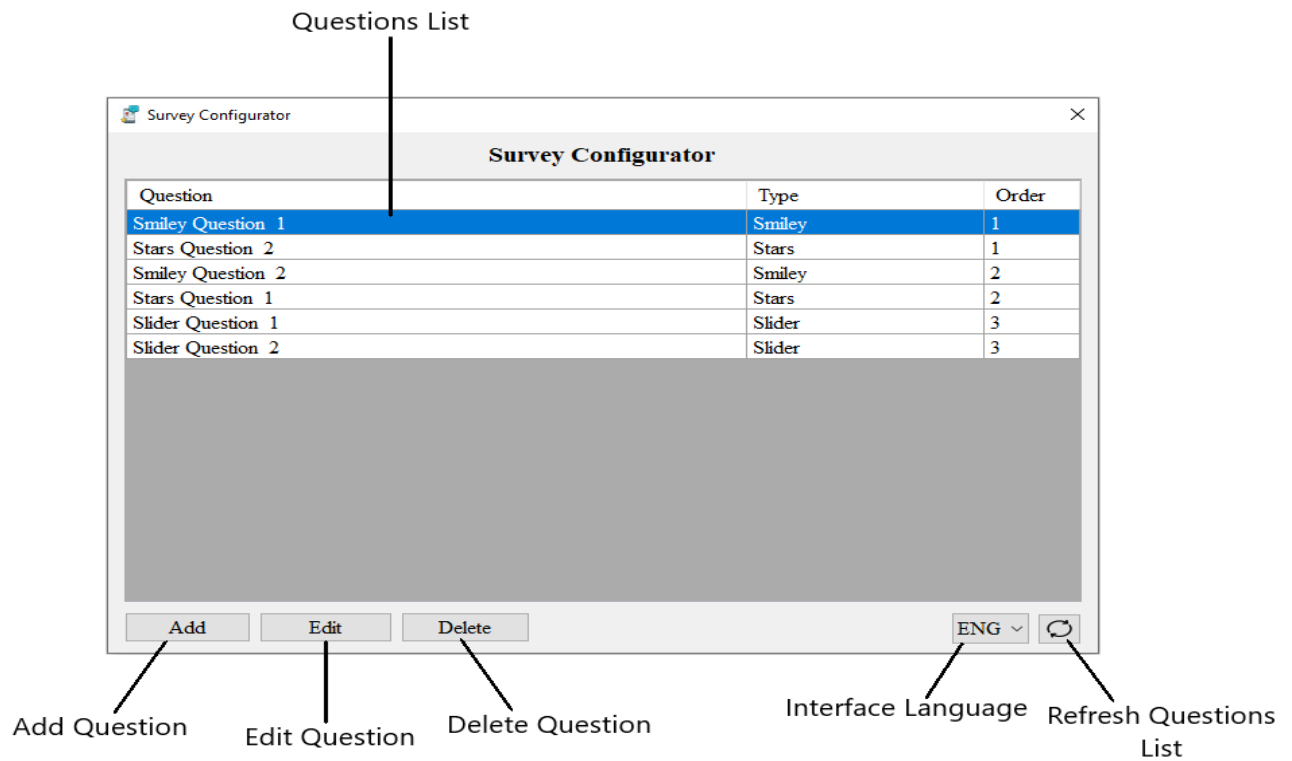 Questions List
Survey Configurator
Survey Configurator
Question Type Order
Smiley Question 1 Smiley 1
Stars Question 2 Stars 1
Smiley Question 2 Smiley 2
Stars Question 1 Stars 2
Slider Question 1 Slider 3
Slider Question 2 Slider 3
Add Edit Delete ENG
Add Question
Edit Question
Delete Question
Interface Language
Refresh Questions
List